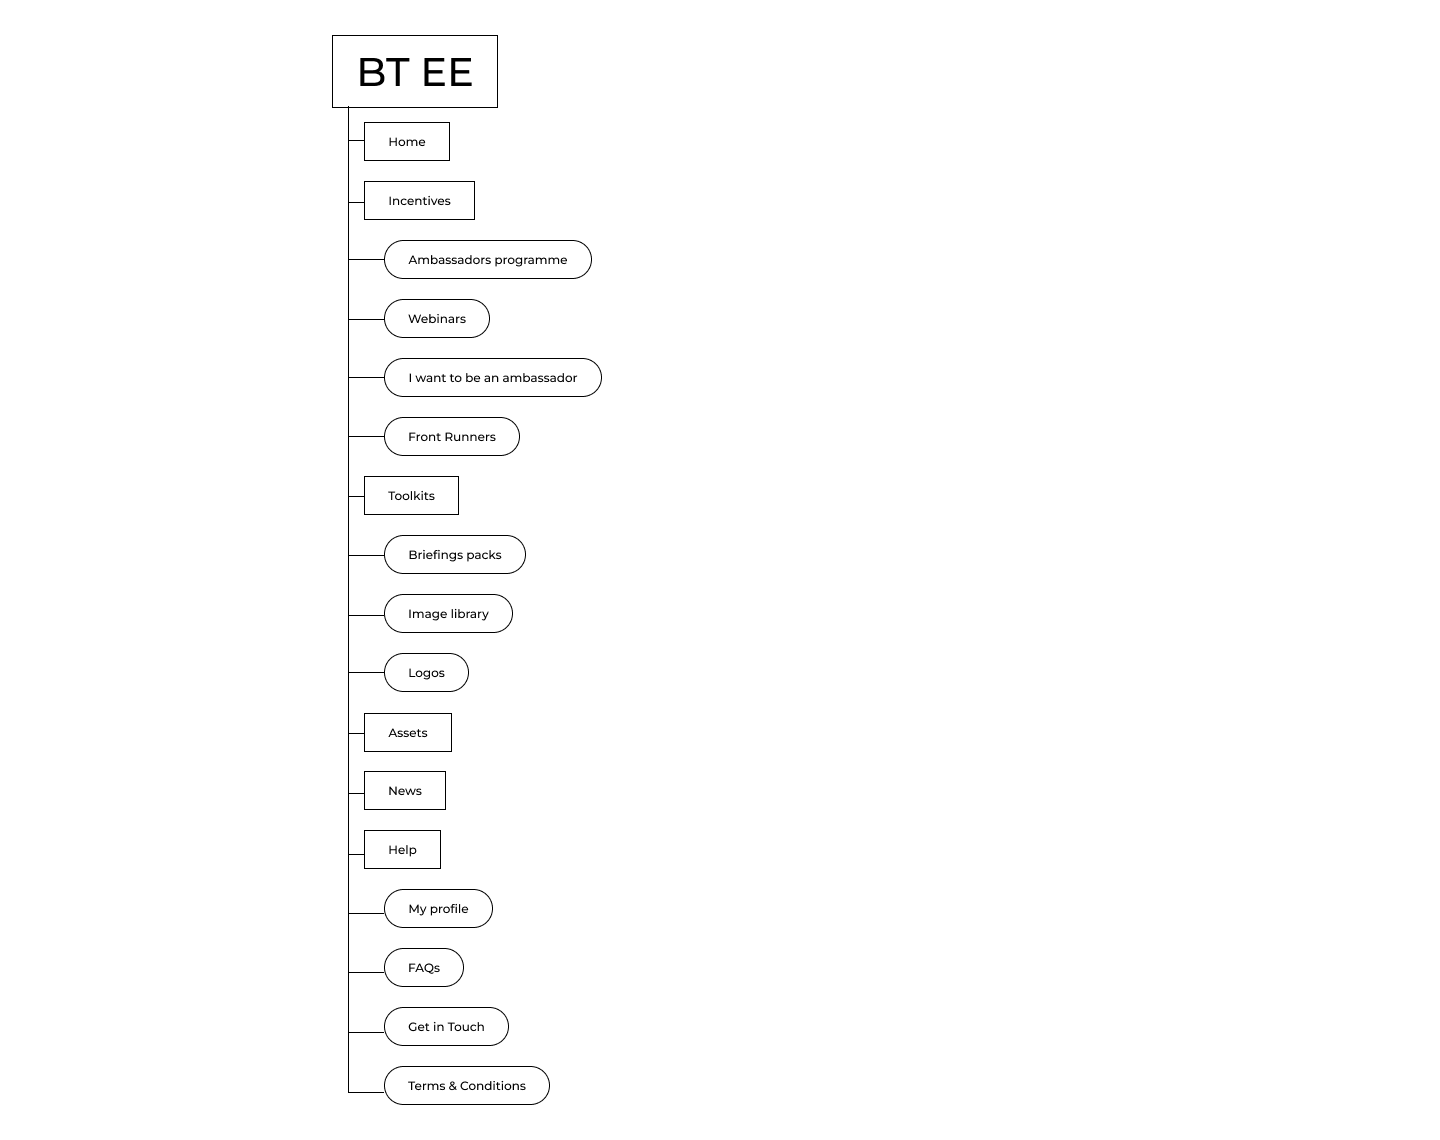 BT EE
Home
Incentives
Ambassadors programme
Webinars
I want to be an ambassador
Front Runners
Toolkits
Briefings packs
Image library
Logos
Assets
News
Help
My profile
FAQs
Get in Touch
Terms & Conditions